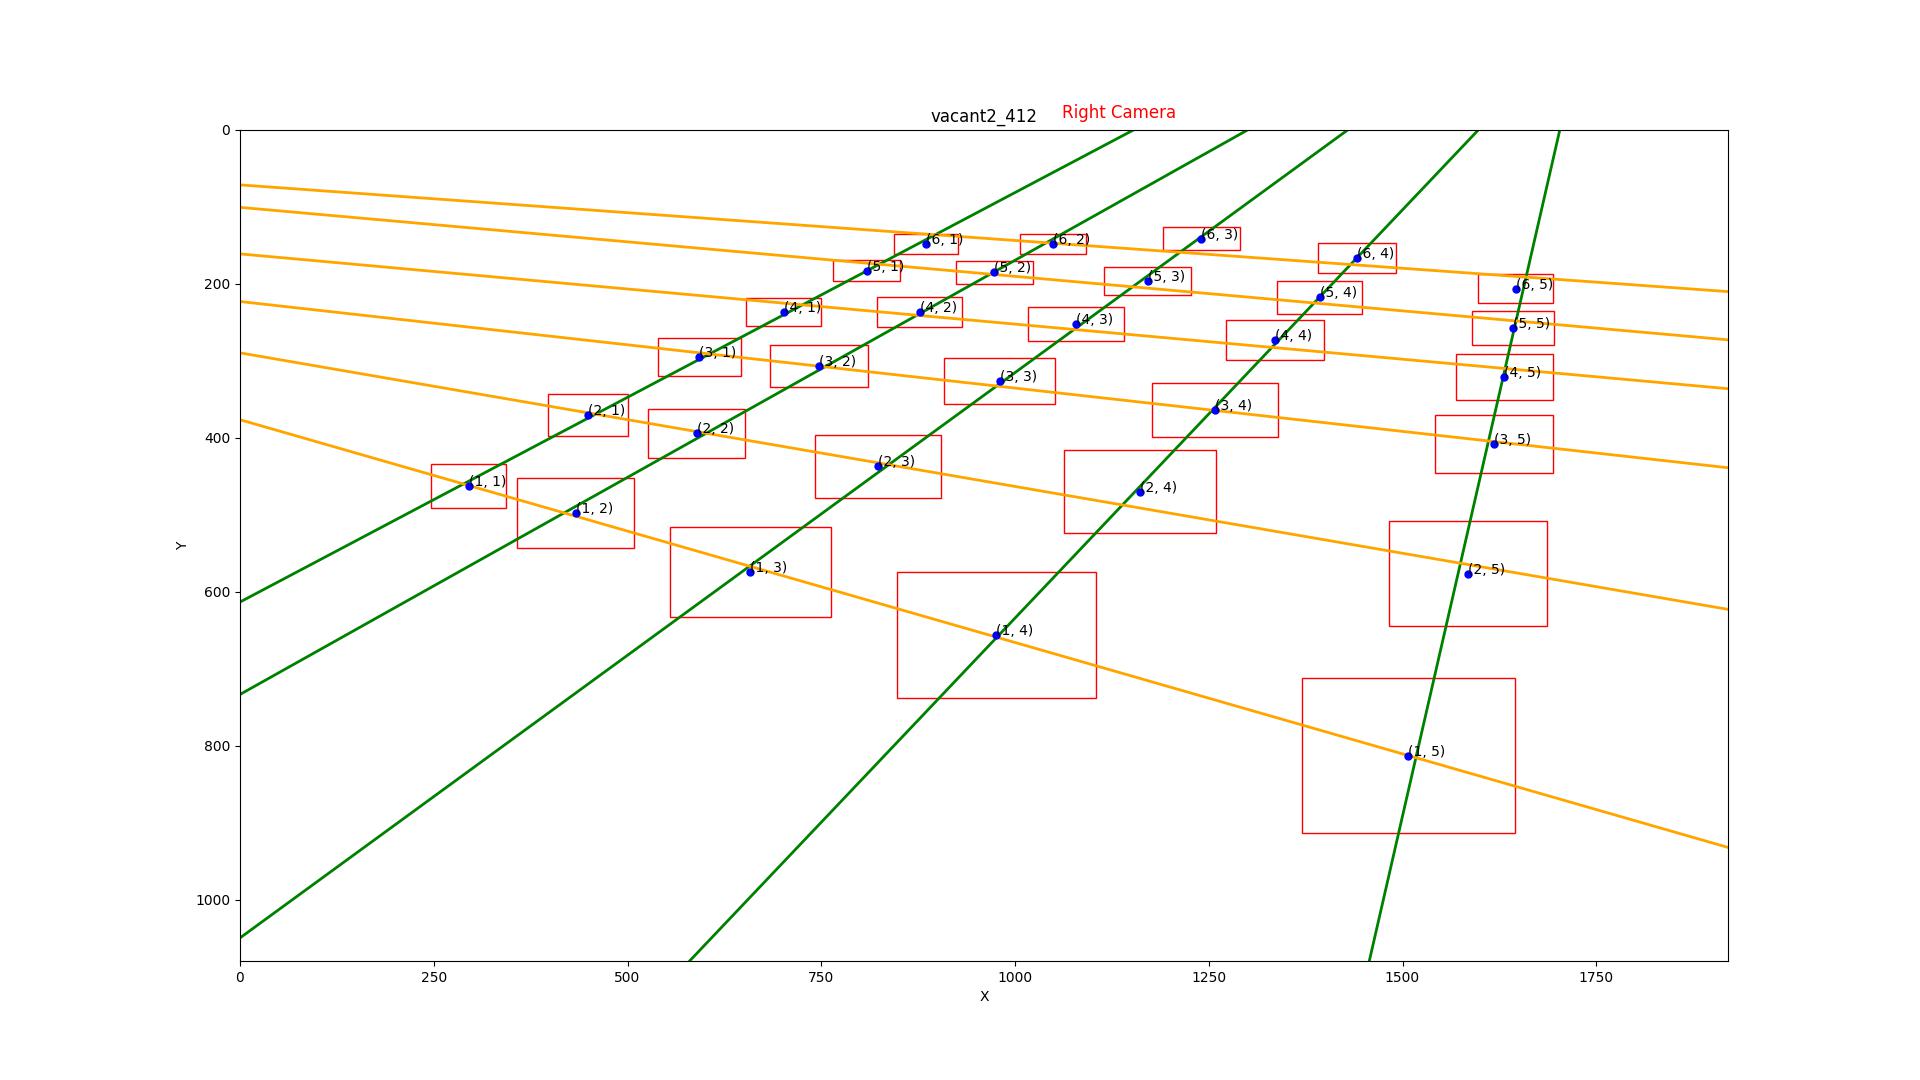 vacant2_412 Right Camera
0
200
400
600
800
1000
Y
(6, 1) (6, 2) (6, 3) (6, 4) (6, 5)
(5, 1) (5, 2) (5, 3) (5, 4) (5, 5)
(4, 1) (4, 2) (4, 3) (4, 4) (4, 5)
(3, 1) (3, 2) (3, 3) (3, 4) (3, 5)
(2, 1) (2, 2) (2, 3) (2, 4) (2, 5)
(1, 1) (1, 2) (1, 3) (1, 4) (1, 5)
0 250 500 750 1000 1250 1500 1750
X